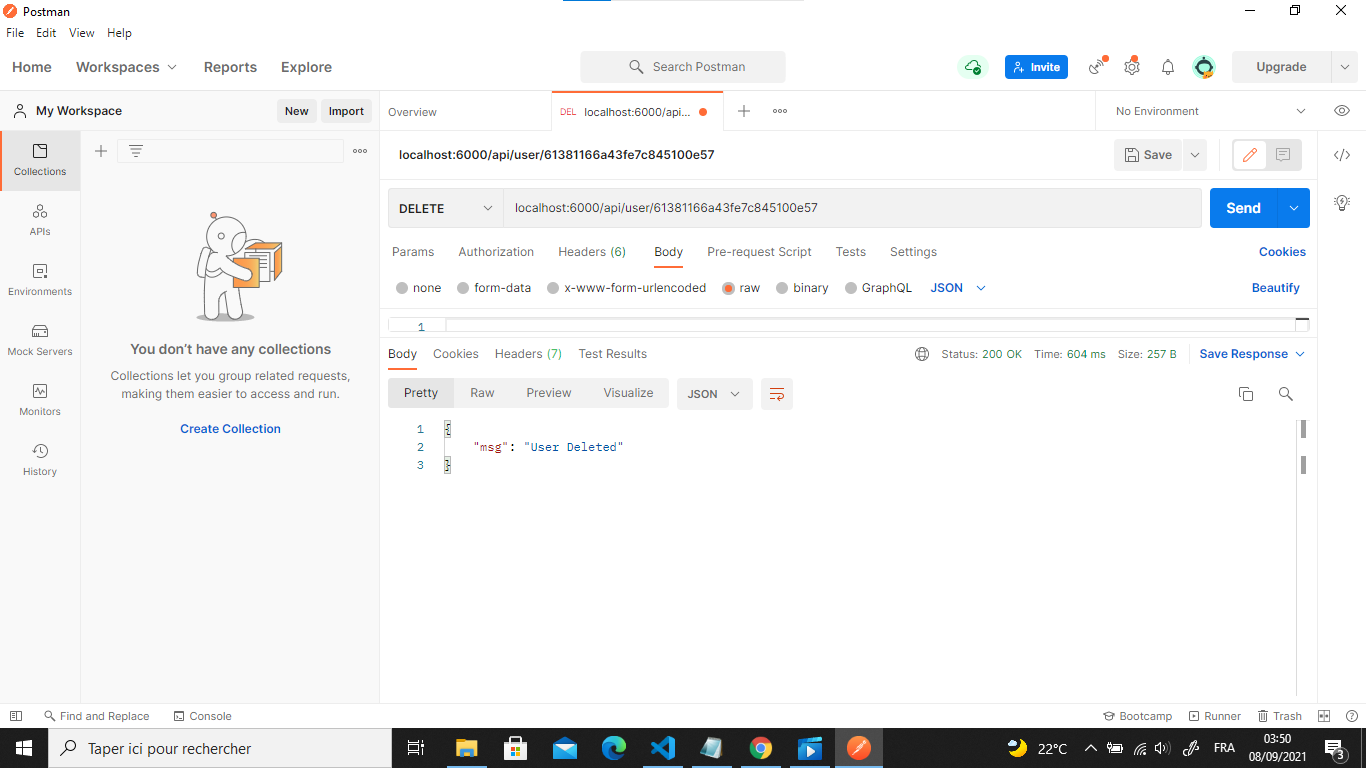 Postman
File Edit View Help
Home Workspaces Reports Explore Search Postman Invite Upgrade
My Workspace New Import Overview DEL localhost:6000/api... No Environment
Collections
APIs
Environments
Mock Servers
Monitors
History
You don't have any collections
Collections let you group related requests,
making them easier to access and run.
Create Collection
localhost:6000/api/user/61381166a43fe7c845100e57 Save
DELETE localhost:6000/api/user/61381166a43fe7c845100e57 Send
Params Authorization Headers (6) Body Pre-request Script Tests Settings Cookies
none form-data x-www-form-urlencoded raw binary GraphQL JSON Beautify
1
Body Cookies Headers (7) Test Results Status: 200 OK Time: 604 ms Size: 257 B Save Response
Pretty Raw Preview Visualize JSON
1 {
2 "msg": "User Deleted"
3 }
Find and Replace Console Bootcamp Runner Trash
Taper ici pour rechercher 22°C FRA 03:50
08/09/2021 3